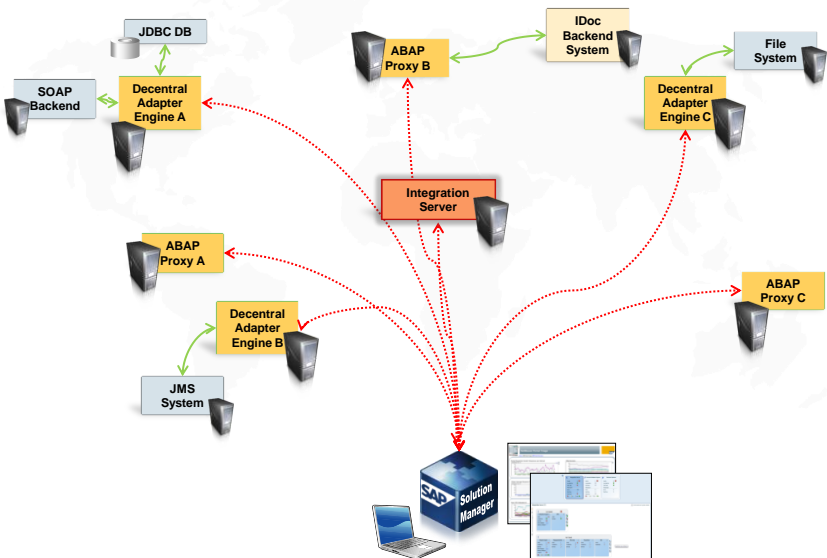 JDBC DB
SOAP
Backend
Decentral
Adapter
Engine A
ABAP
Proxy B
IDoc
Backend
System
File
System
Decentral
Adapter
Engine C
Integration
Server
ABAP
Proxy A
ABAP
Proxy C
Decentral
Adapter
Engine B
JMS
System
SAP
Solution
Manager